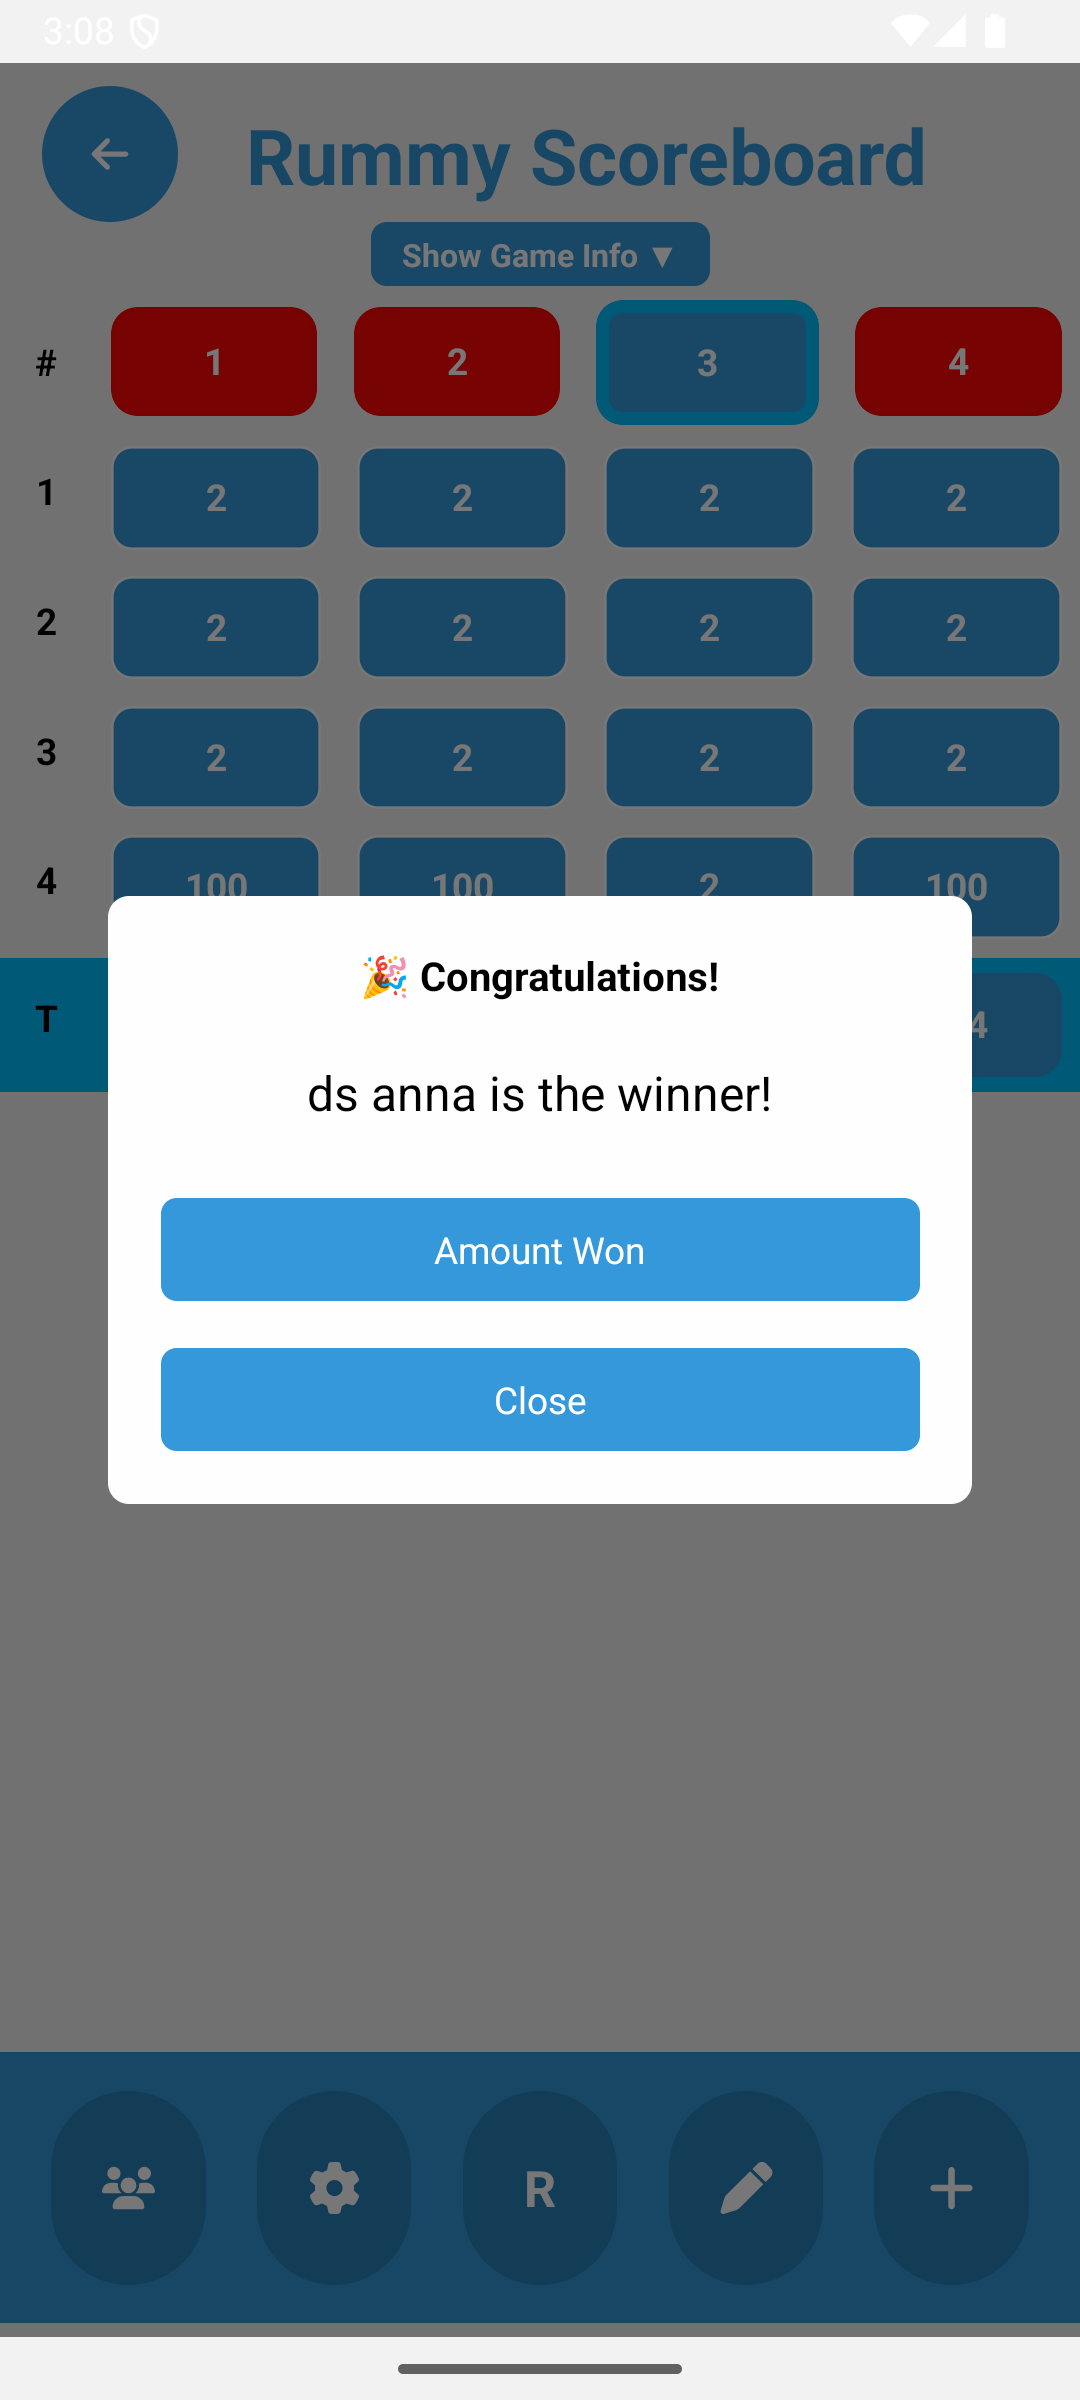 3:08
Rummy Scoreboard
Show Game Info ▼
# 1 2 3 4
1 2 2 2 2
2 2 2 2 2
3 2 2 2 2
4 100 100 2 100
T 4
🎉 Congratulations!
ds anna is the winner!
Amount Won
Close
R